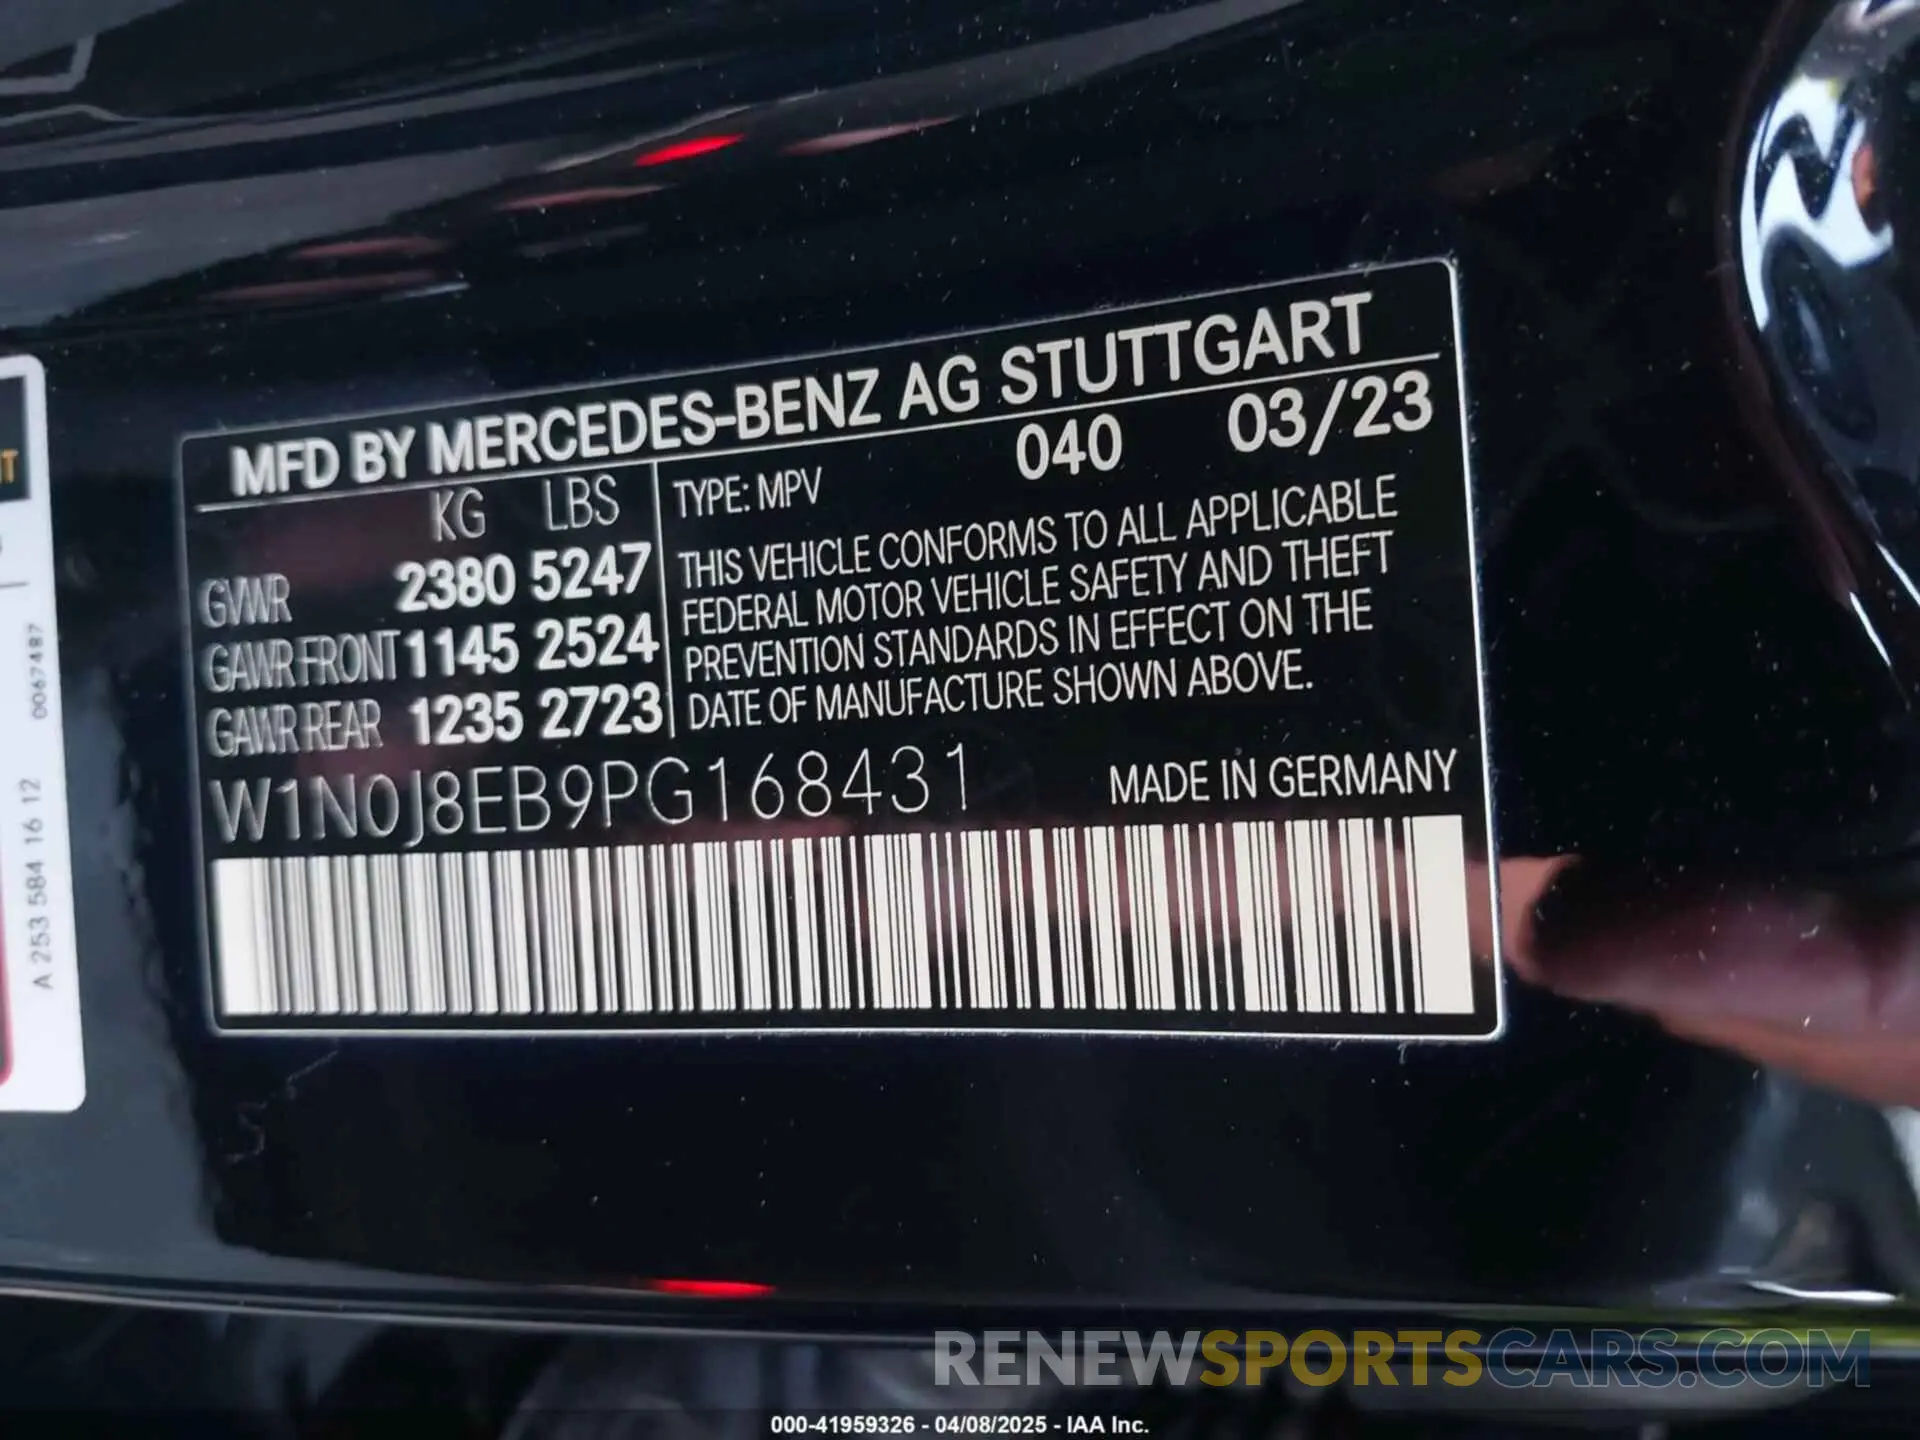 MFD BY MERCEDES-BENZ AG STUTTGART
KG LBS
TYPE: MPV 040 03/23
GVWR 2380 5247
GAWR FRONT 1145 2524
GAWR REAR 1235 2723
THIS VEHICLE CONFORMS TO ALL APPLICABLE
FEDERAL MOTOR VEHICLE SAFETY AND THEFT
PREVENTION STANDARDS IN EFFECT ON THE
DATE OF MANUFACTURE SHOWN ABOVE.
W1N0J8EB9PG168431 MADE IN GERMANY
A 253 584 16 12 0067487
RENEWSPORTSCARS.COM
000-41959326 - 04/08/2025 - IAA Inc.